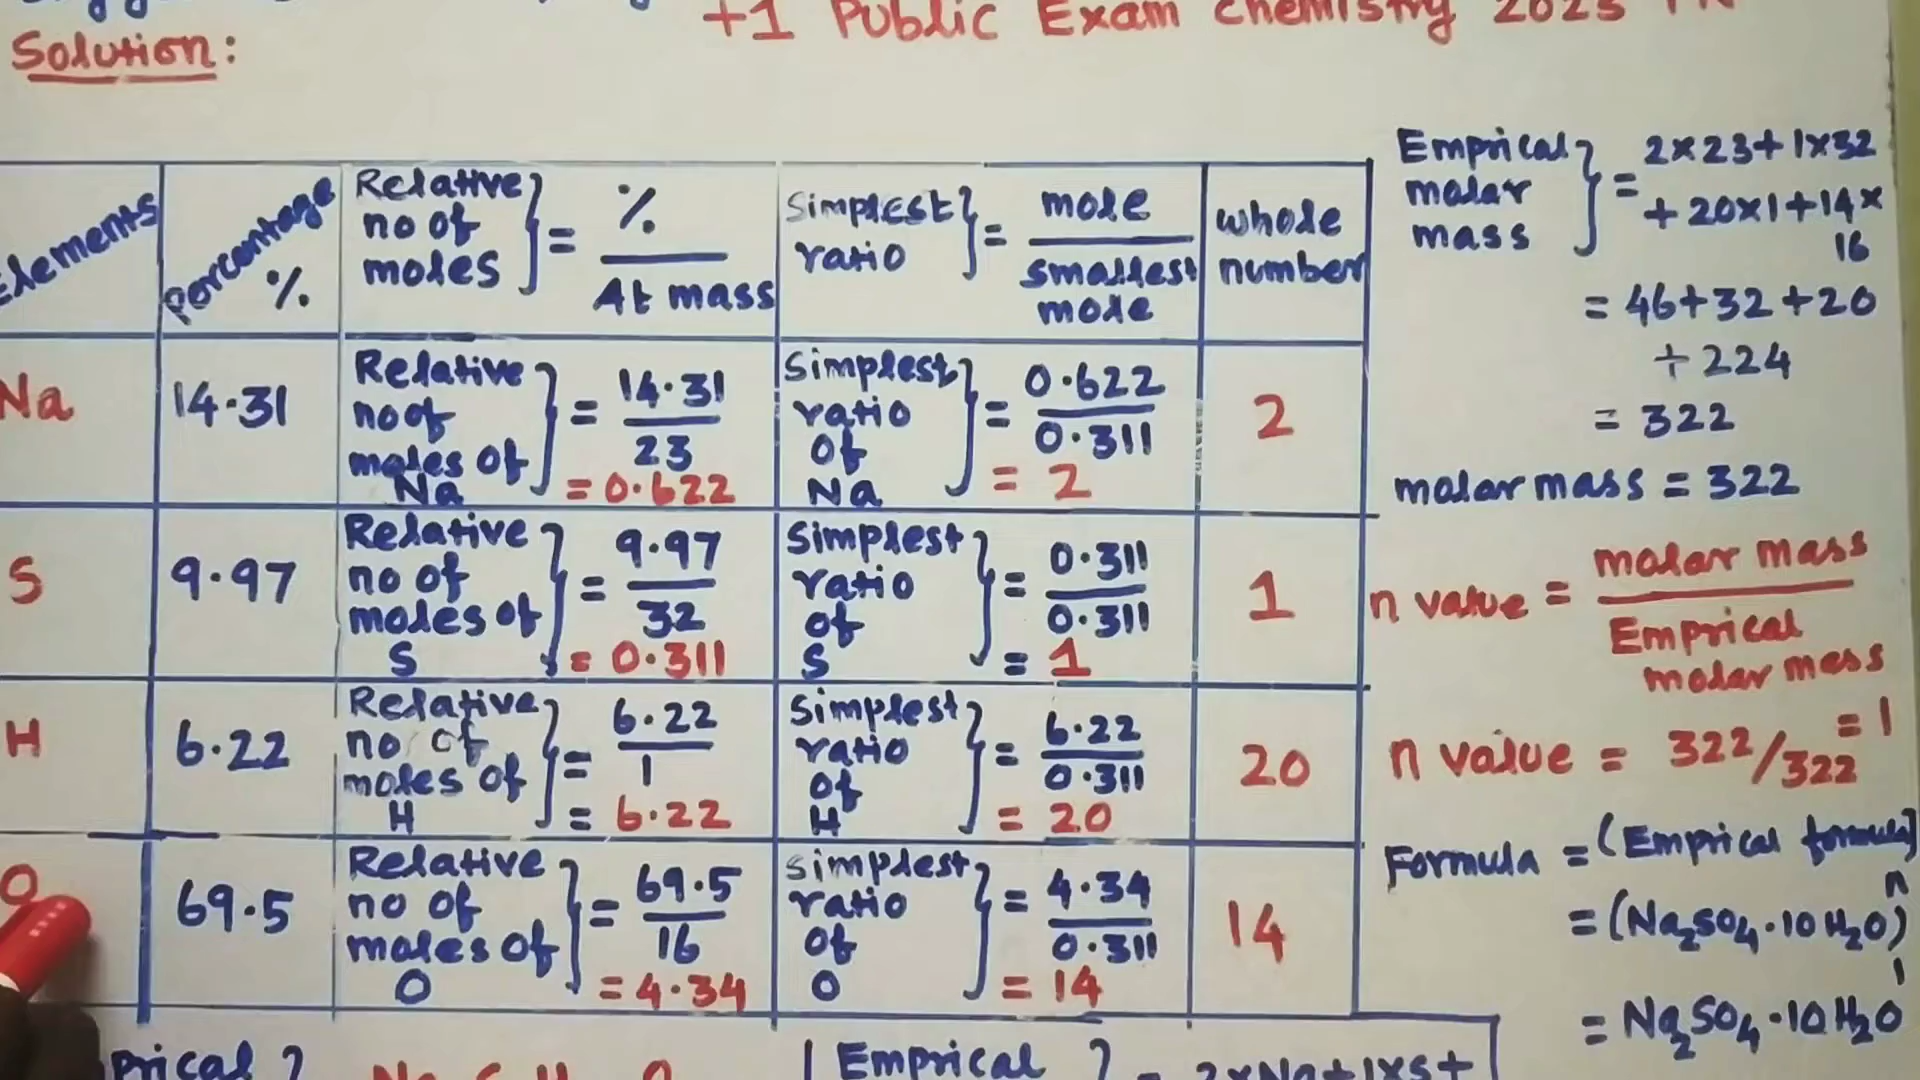 +1 Public Exam Chemistry 2023
Solution:
Elements
porcentage
%
Relative
no of
moles } = % / At mass
Simplest
ratio } = mole / smallest mole
whole
number
Na
14.31
Relative
no of
moles of
Na } = 14.31 / 23
= 0.622
Simplest
ratio
of
Na } = 0.622 / 0.311
= 2
2
S
9.97
Relative
no of
moles of
S } = 9.97 / 32
= 0.311
Simplest
ratio
of
S } = 0.311 / 0.311
= 1
1
H
6.22
Relative
no of
moles of
H } = 6.22 / 1
= 6.22
Simplest
ratio
of
H } = 6.22 / 0.311
= 20
20
O
69.5
Relative
no of
moles of
O } = 69.5 / 16
= 4.34
Simplest
ratio
of
O } = 4.34 / 0.311
= 14
14
Emprical
molar
mass } = 2×23+1×32
+20×1+14×
16
= 46+32+20
+224
= 322
molar mass = 322
n value = molar mass / Emprical molar mess
n value = 322/322 = 1
Formula = (Emprical formula)n
= (Na2SO4.10H2O)1
= Na2SO4.10H2O
prical }
Emprical } = 2×Na+1×S+